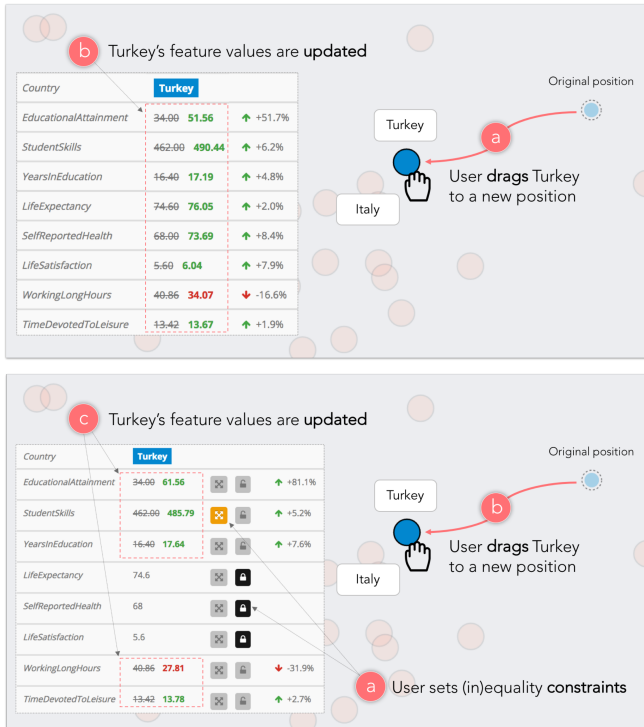 b Turkey's feature values are updated
Country Turkey
EducationalAttainment 34.00 51.56 +51.7%
StudentSkills 462.00 490.44 +6.2%
YearsInEducation 16.40 17.19 +4.8%
LifeExpectancy 74.60 76.05 +2.0%
SelfReportedHealth 68.00 73.69 +8.4%
LifeSatisfaction 5.60 6.04 +7.9%
WorkingLongHours 40.86 34.07 -16.6%
TimeDevotedToLeisure 13.42 13.67 +1.9%
Original position
Turkey
a
User drags Turkey
to a new position
Italy
c Turkey's feature values are updated
Country Turkey
EducationalAttainment 34.00 61.56 +81.1%
StudentSkills 462.00 485.79 +5.2%
YearsInEducation 16.40 17.64 +7.6%
LifeExpectancy 74.6
SelfReportedHealth 68
LifeSatisfaction 5.6
WorkingLongHours 40.86 27.81 -31.9%
TimeDevotedToLeisure 13.42 13.78 +2.7%
Original position
Turkey
b
User drags Turkey
to a new position
Italy
a User sets (in)equality constraints